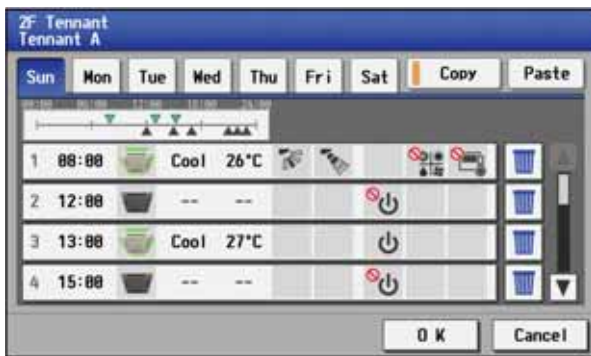 2F Tennant
Tennant A
Sun Mon Tue Wed Thu Fri Sat Copy Paste
1 08:00 Cool 26°C
2 12:00 -- --
3 13:00 Cool 27°C
4 15:00 -- --
OK Cancel